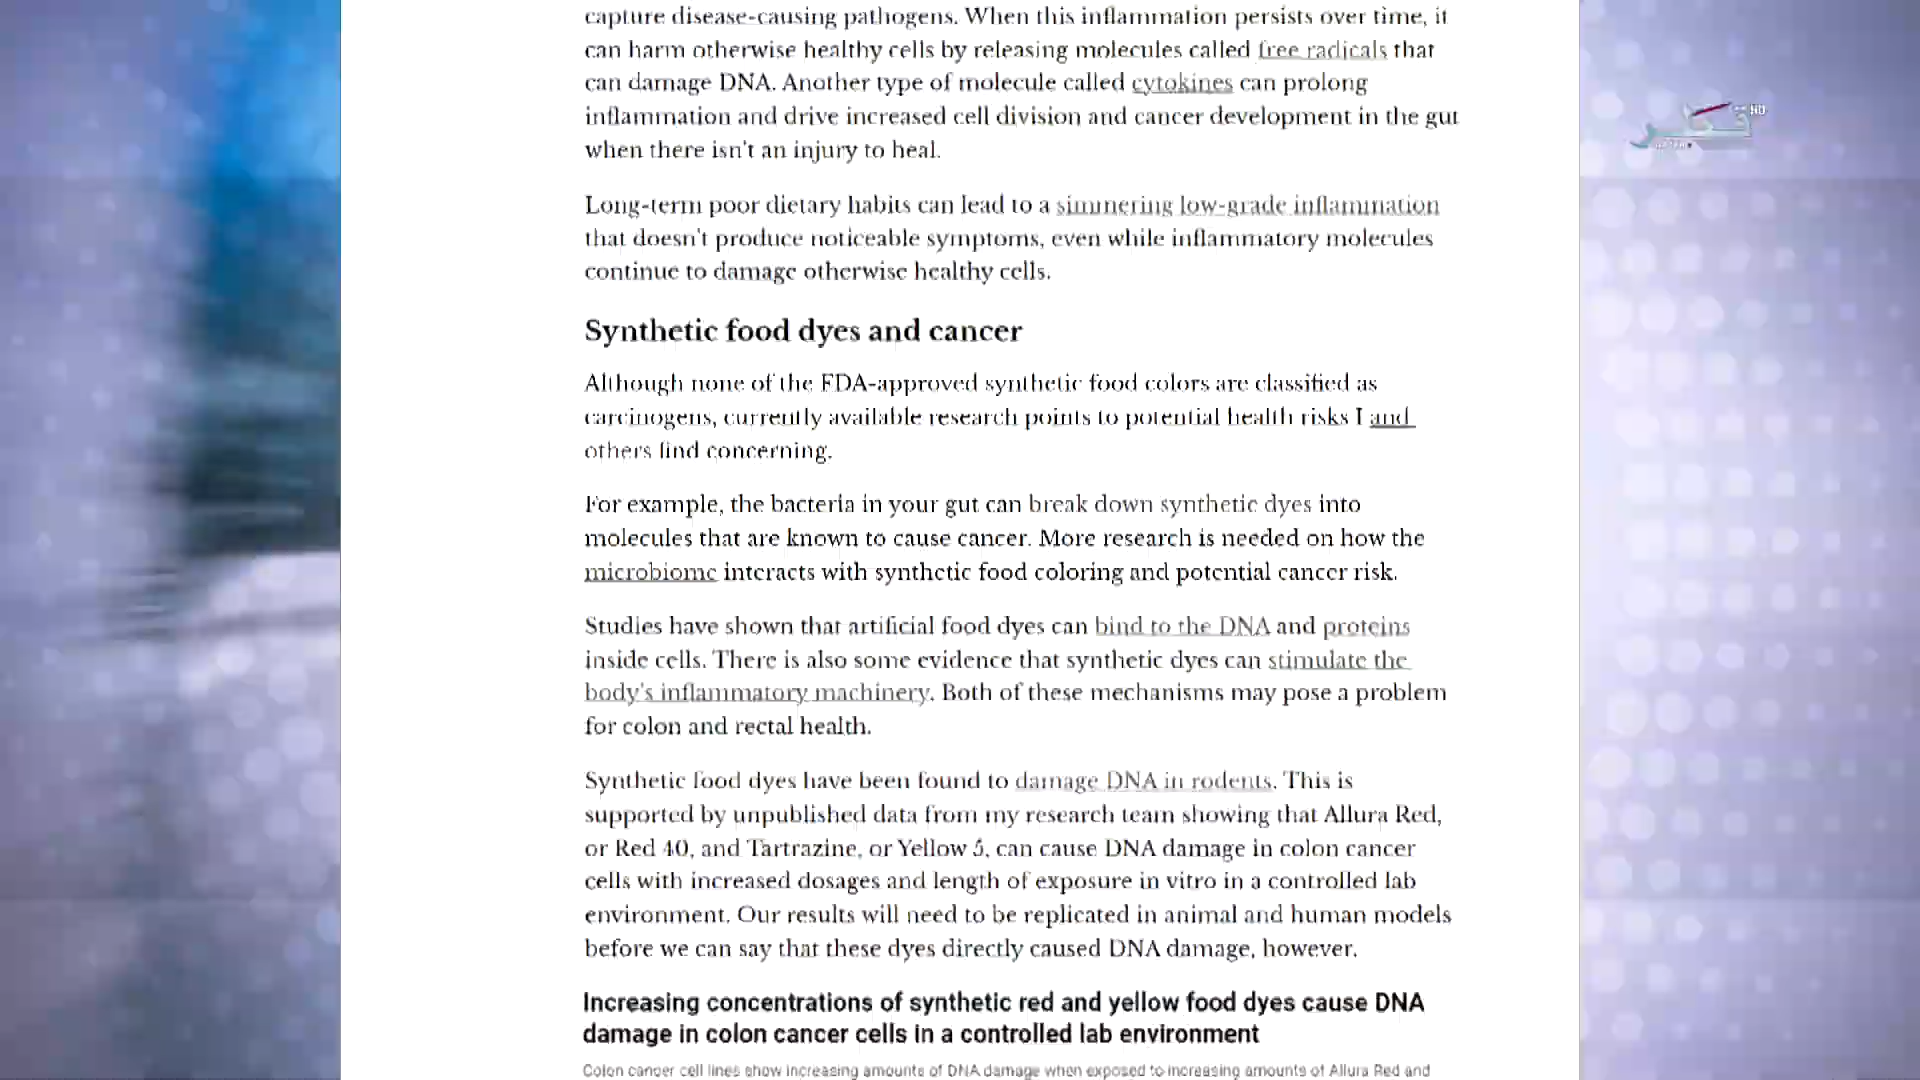 capture disease-causing pathogens. When this inflammation persists over time, it
can harm otherwise healthy cells by releasing molecules called free radicals that
can damage DNA. Another type of molecule called cytokines can prolong
inflammation and drive increased cell division and cancer development in the gut
when there isn't an injury to heal.
Long-term poor dietary habits can lead to a simmering low-grade inflammation
that doesn't produce noticeable symptoms, even while inflammatory molecules
continue to damage otherwise healthy cells.
Synthetic food dyes and cancer
Although none of the FDA-approved synthetic food colors are classified as
carcinogens, currently available research points to potential health risks I and
others find concerning.
For example, the bacteria in your gut can break down synthetic dyes into
molecules that are known to cause cancer. More research is needed on how the
microbiome interacts with synthetic food coloring and potential cancer risk.
Studies have shown that artificial food dyes can bind to the DNA and proteins
inside cells. There is also some evidence that synthetic dyes can stimulate the
body's inflammatory machinery. Both of these mechanisms may pose a problem
for colon and rectal health.
Synthetic food dyes have been found to damage DNA in rodents. This is
supported by unpublished data from my research team showing that Allura Red,
or Red 40, and Tartrazine, or Yellow 5, can cause DNA damage in colon cancer
cells with increased dosages and length of exposure in vitro in a controlled lab
environment. Our results will need to be replicated in animal and human models
before we can say that these dyes directly caused DNA damage, however.
Increasing concentrations of synthetic red and yellow food dyes cause DNA
damage in colon cancer cells in a controlled lab environment
Colon cancer cell lines show increasing amounts of DNA damage when exposed to increasing amounts of Allura Red and
HD